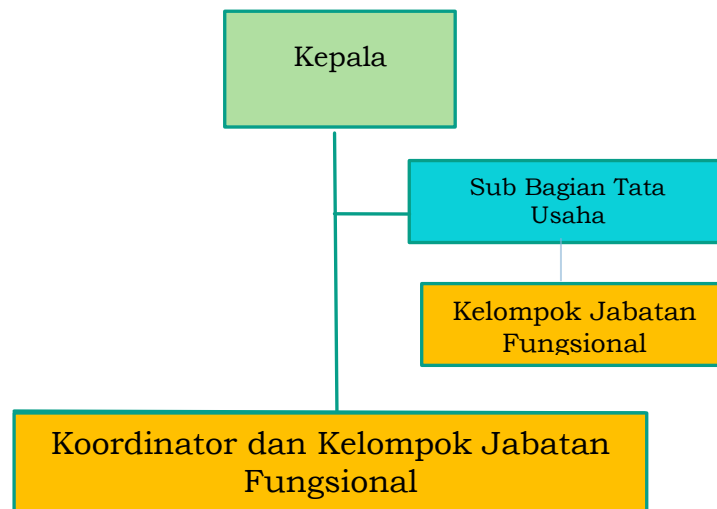 Kepala
Sub Bagian Tata
Usaha
Kelompok Jabatan
Fungsional
Koordinator dan Kelompok Jabatan
Fungsional